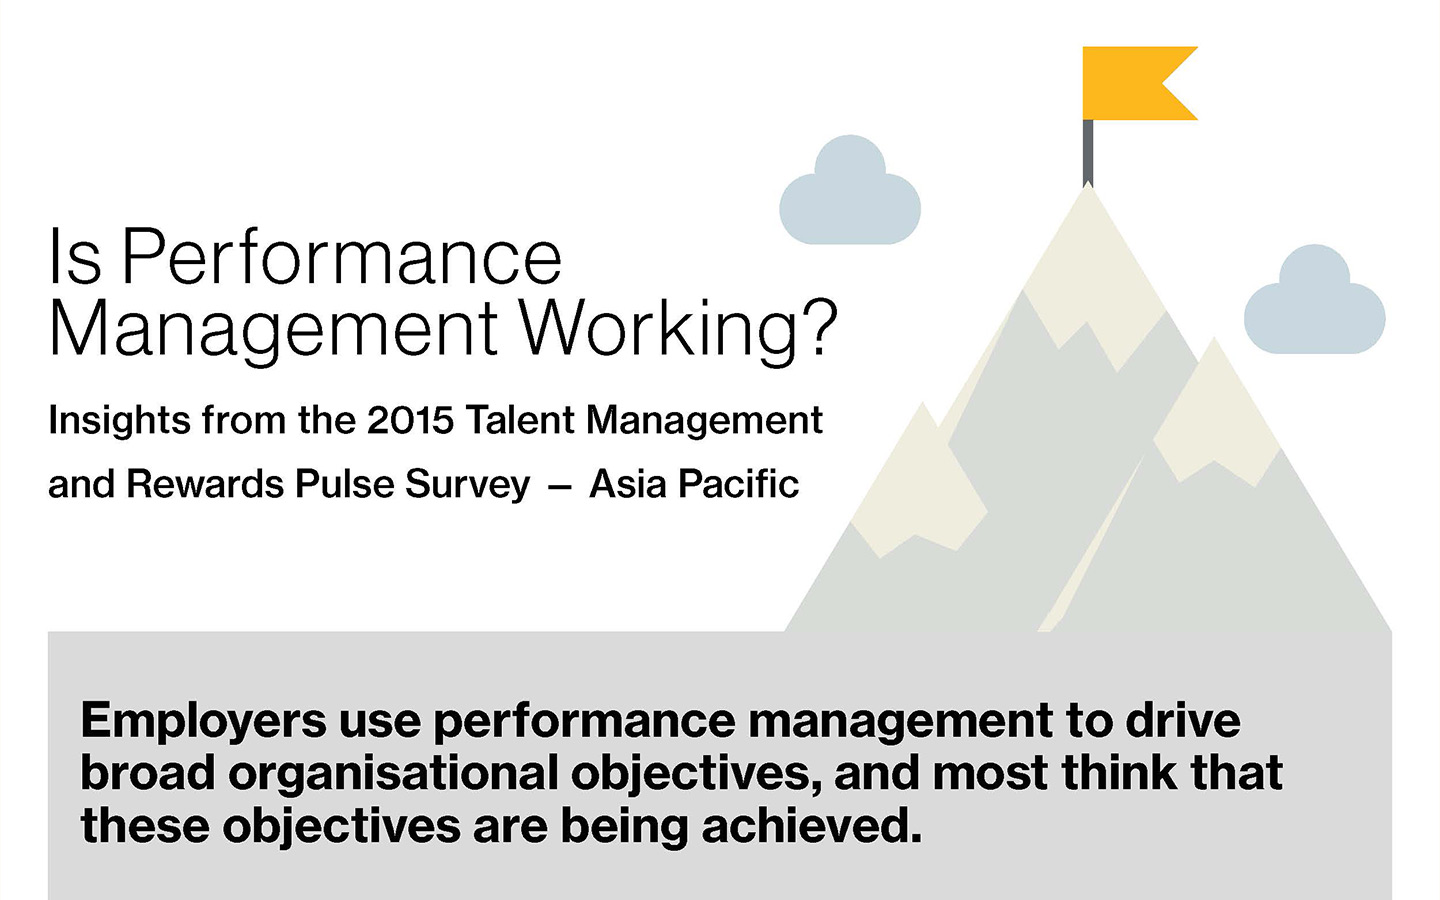 Is Performance
Management Working?
Insights from the 2015 Talent Management
and Rewards Pulse Survey – Asia Pacific
Employers use performance management to drive
broad organisational objectives, and most think that
these objectives are being achieved.